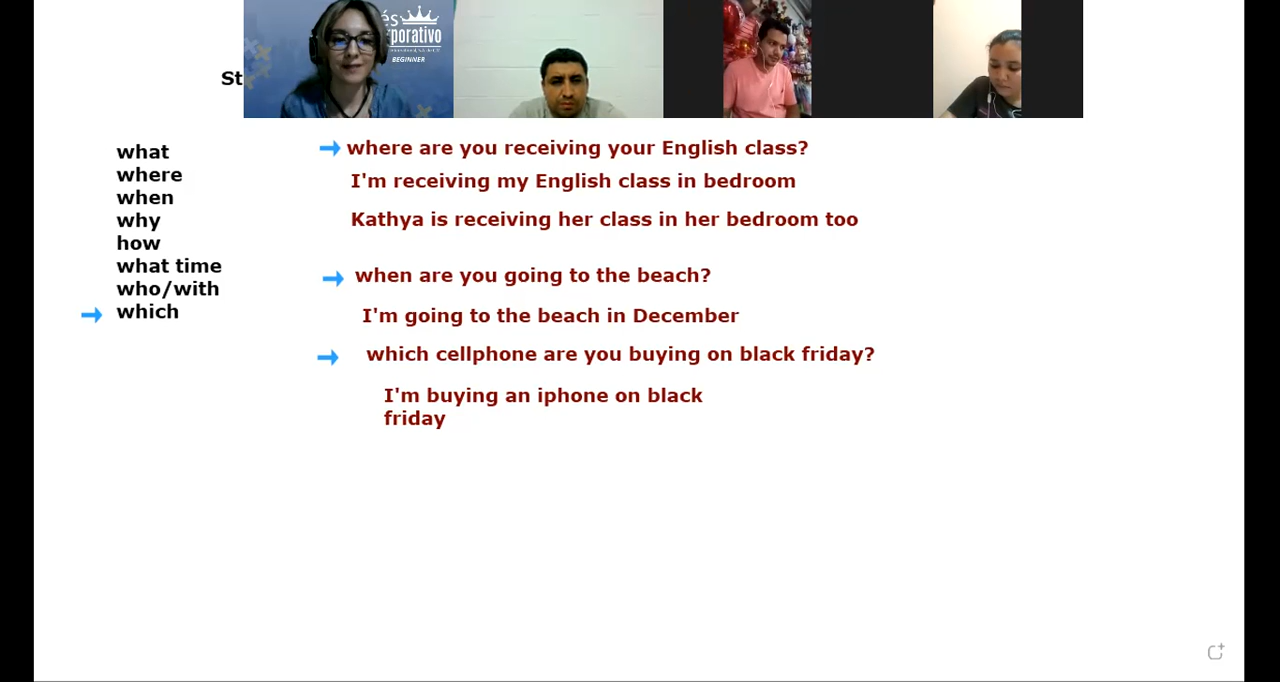 és
porativo
BEGINNER
St
what
where
when
why
how
what time
who/with
which
where are you receiving your English class?
I'm receiving my English class in bedroom
Kathya is receiving her class in her bedroom too
when are you going to the beach?
I'm going to the beach in December
which cellphone are you buying on black friday?
I'm buying an iphone on black
friday